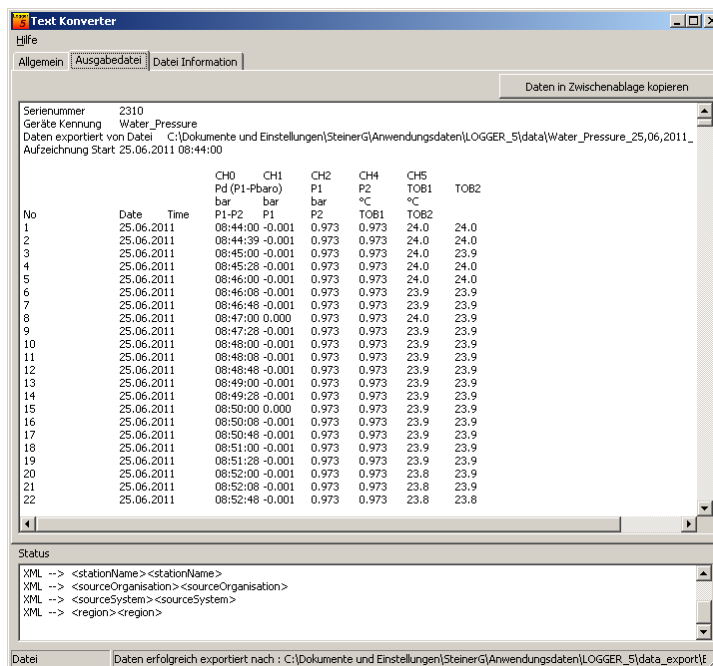 Logger 5 Text Konverter
Hilfe
Allgemein Ausgabedatei Datei Information
Daten in Zwischenablage kopieren
Serienummer 2310
Geräte Kennung Water_Pressure
Daten exportiert von Datei C:\Dokumente und Einstellungen\SteinerG\Anwendungsdaten\LOGGER_5\data\Water_Pressure_25,06,2011_
Aufzeichnung Start 25.06.2011 08:44:00
CH0 CH1 CH2 CH4 CH5
Pd (P1-Pbaro) P1 P2 TOB1 TOB2
bar bar bar °C °C
No Date Time P1-P2 P1 P2 TOB1 TOB2
1 25.06.2011 08:44:00 -0.001 0.973 0.973 24.0 24.0
2 25.06.2011 08:44:39 -0.001 0.973 0.973 24.0 24.0
3 25.06.2011 08:45:00 -0.001 0.973 0.973 24.0 23.9
4 25.06.2011 08:45:28 -0.001 0.973 0.973 24.0 24.0
5 25.06.2011 08:46:00 -0.001 0.973 0.973 24.0 24.0
6 25.06.2011 08:46:08 -0.001 0.973 0.973 23.9 23.9
7 25.06.2011 08:46:48 -0.001 0.973 0.973 23.9 23.9
8 25.06.2011 08:47:00 0.000 0.973 0.973 24.0 23.9
9 25.06.2011 08:47:28 -0.001 0.973 0.973 23.9 23.9
10 25.06.2011 08:48:00 -0.001 0.973 0.973 23.9 23.9
11 25.06.2011 08:48:08 -0.001 0.973 0.973 23.9 23.9
12 25.06.2011 08:48:48 -0.001 0.973 0.973 23.9 23.9
13 25.06.2011 08:49:00 -0.001 0.973 0.973 23.9 23.9
14 25.06.2011 08:49:28 -0.001 0.973 0.973 23.9 23.9
15 25.06.2011 08:50:00 0.000 0.973 0.973 23.9 23.9
16 25.06.2011 08:50:08 -0.001 0.973 0.973 23.9 23.9
17 25.06.2011 08:50:48 -0.001 0.973 0.973 23.9 23.9
18 25.06.2011 08:51:00 -0.001 0.973 0.973 23.9 23.9
19 25.06.2011 08:51:28 -0.001 0.973 0.973 23.9 23.9
20 25.06.2011 08:52:00 -0.001 0.973 0.973 23.8 23.9
21 25.06.2011 08:52:08 -0.001 0.973 0.973 23.8 23.9
22 25.06.2011 08:52:48 -0.001 0.973 0.973 23.8 23.8
Status
XML --> <stationName><stationName>
XML --> <sourceOrganisation><sourceOrganisation>
XML --> <sourceSystem><sourceSystem>
XML --> <region><region>
Datei Daten erfolgreich exportiert nach : C:\Dokumente und Einstellungen\SteinerG\Anwendungsdaten\LOGGER_5\data_export\E